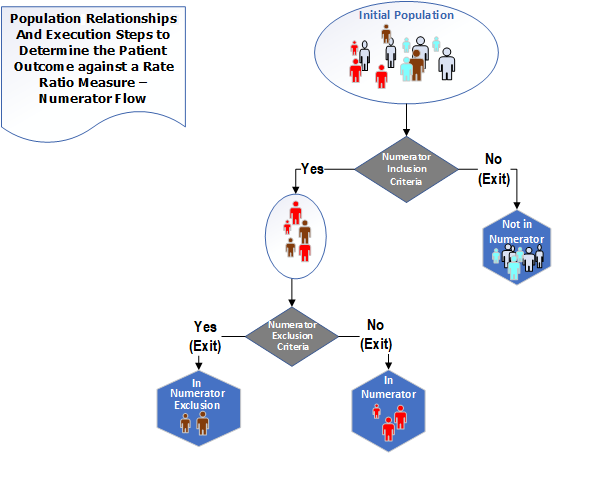 Population Relationships
And Execution Steps to
Determine the Patient
Outcome against a Rate
Ratio Measure –
Numerator Flow
Initial Population
Numerator
Inclusion
Criteria
Yes
No
(Exit)
Not in
Numerator
Numerator
Exclusion
Criteria
Yes
(Exit)
No
(Exit)
In
Numerator
Exclusion
In
Numerator